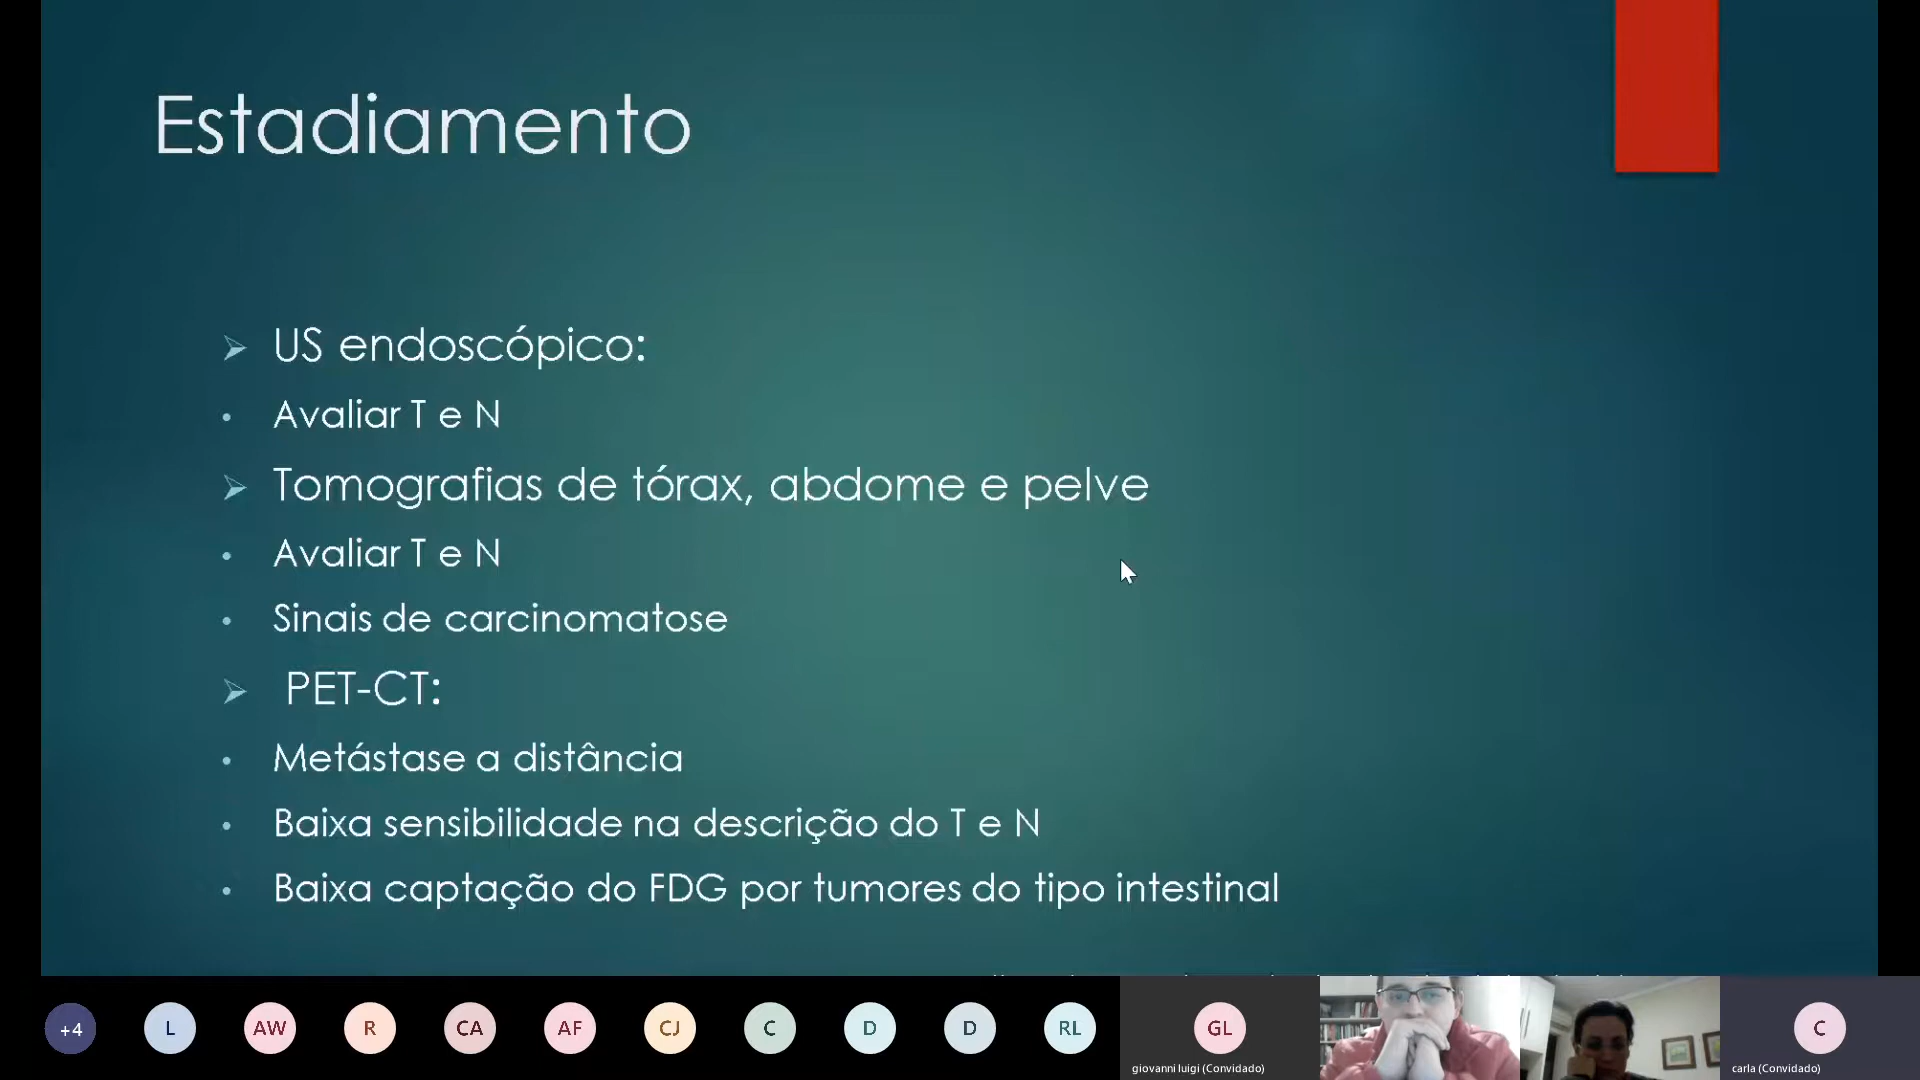 Estadiamento
US endoscópico:
Avaliar T e N
Tomografias de tórax, abdome e pelve
Avaliar T e N
Sinais de carcinomatose
PET-CT:
Metástase a distância
Baixa sensibilidade na descrição do T e N
Baixa captação do FDG por tumores do tipo intestinal
+4
L
AW
R
CA
AF
CJ
C
D
D
RL
GL
C
giovanni luigi (Convidado)
carla (Convidado)